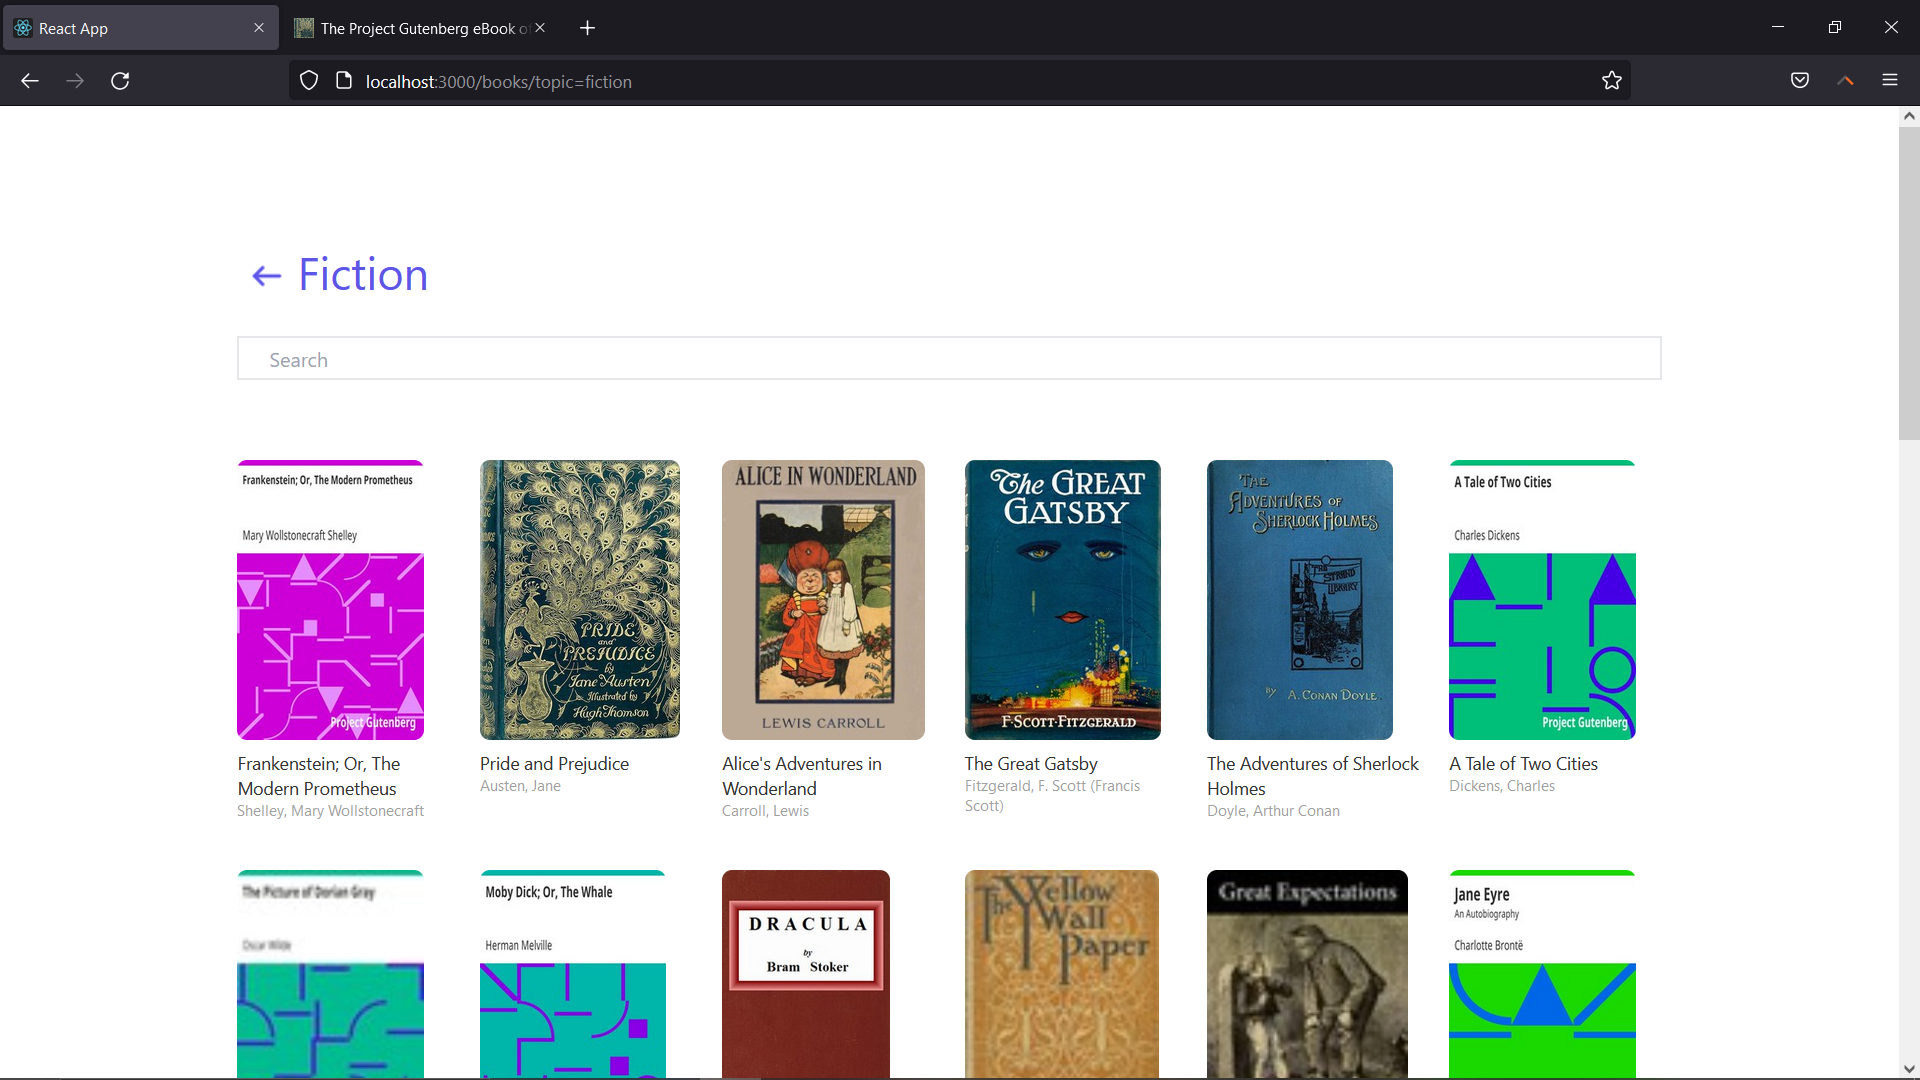 React App
The Project Gutenberg eBook of
localhost:3000/books/topic=fiction
Fiction
Search
Frankenstein; Or, The Modern Prometheus
Mary Wollstonecraft Shelley
Project Gutenberg
PRIDE
and
PREJUDICE
by
Jane Austen
Illustrated by
Hugh Thomson
ALICE IN WONDERLAND
LEWIS CARROLL
The GREAT
GATSBY
F·SCOTT·FITZGERALD
THE
ADVENTURES OF
SHERLOCK HOLMES
THE
STRAND
LIBRARY
BY A. CONAN DOYLE
A Tale of Two Cities
Charles Dickens
Project Gutenberg
Frankenstein; Or, The
Modern Prometheus
Shelley, Mary Wollstonecraft
Pride and Prejudice
Austen, Jane
Alice's Adventures in
Wonderland
Carroll, Lewis
The Great Gatsby
Fitzgerald, F. Scott (Francis
Scott)
The Adventures of Sherlock
Holmes
Doyle, Arthur Conan
A Tale of Two Cities
Dickens, Charles
The Picture of Dorian Gray
Oscar Wilde
Moby Dick; Or, The Whale
Herman Melville
DRACULA
by
Bram Stoker
The Yellow
Wall
Paper
Great Expectations
Jane Eyre
An Autobiography
Charlotte Brontë